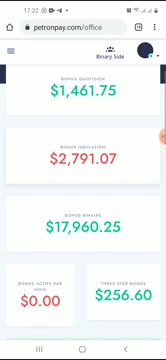 17:22
petronpay.com/office
Binary Side
BONUS QUOTIDIEN
$1,461.75
BONUS INDICATION
$2,791.07
BONUS BINAIRE
$17,960.25
BONUS ACTIFS PAR
MOIS
$0.00
THREE STAR BONUS
$256.60